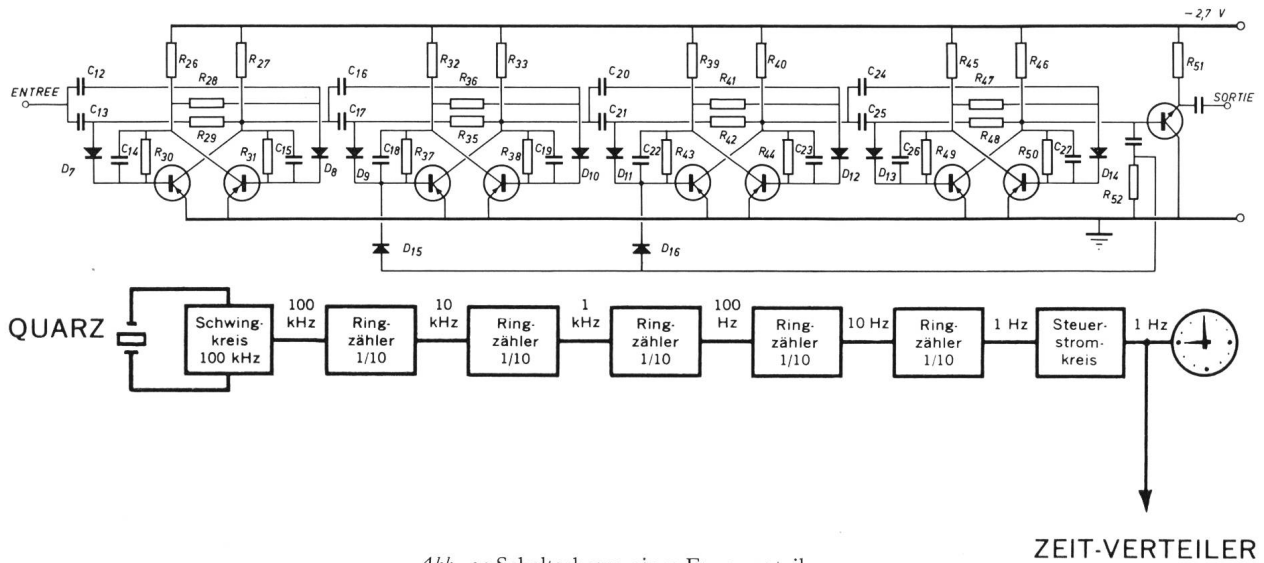 − 2,7 V
R26
R27
R32
R33
R39
R40
R45
R46
R51
C12
R28
C16
R36
C20
R41
C24
R47
ENTREE
SORTIE
C13
C17
C21
C25
R29
R35
R42
R48
C14
R30
R31
C15
C18
R37
R38
C19
C22
R43
R44
C23
C26
R49
R50
C27
D7
D8
D9
D10
D11
D12
D13
D14
R52
D15
D16
QUARZ
Schwing-
kreis
100 kHz
100
kHz
Ring-
zähler
1/10
10
kHz
Ring-
zähler
1/10
1
kHz
Ring-
zähler
1/10
100
Hz
Ring-
zähler
1/10
10 Hz
Ring-
zähler
1/10
1 Hz
Steuer-
strom-
kreis
1 Hz
ZEIT-VERTEILER